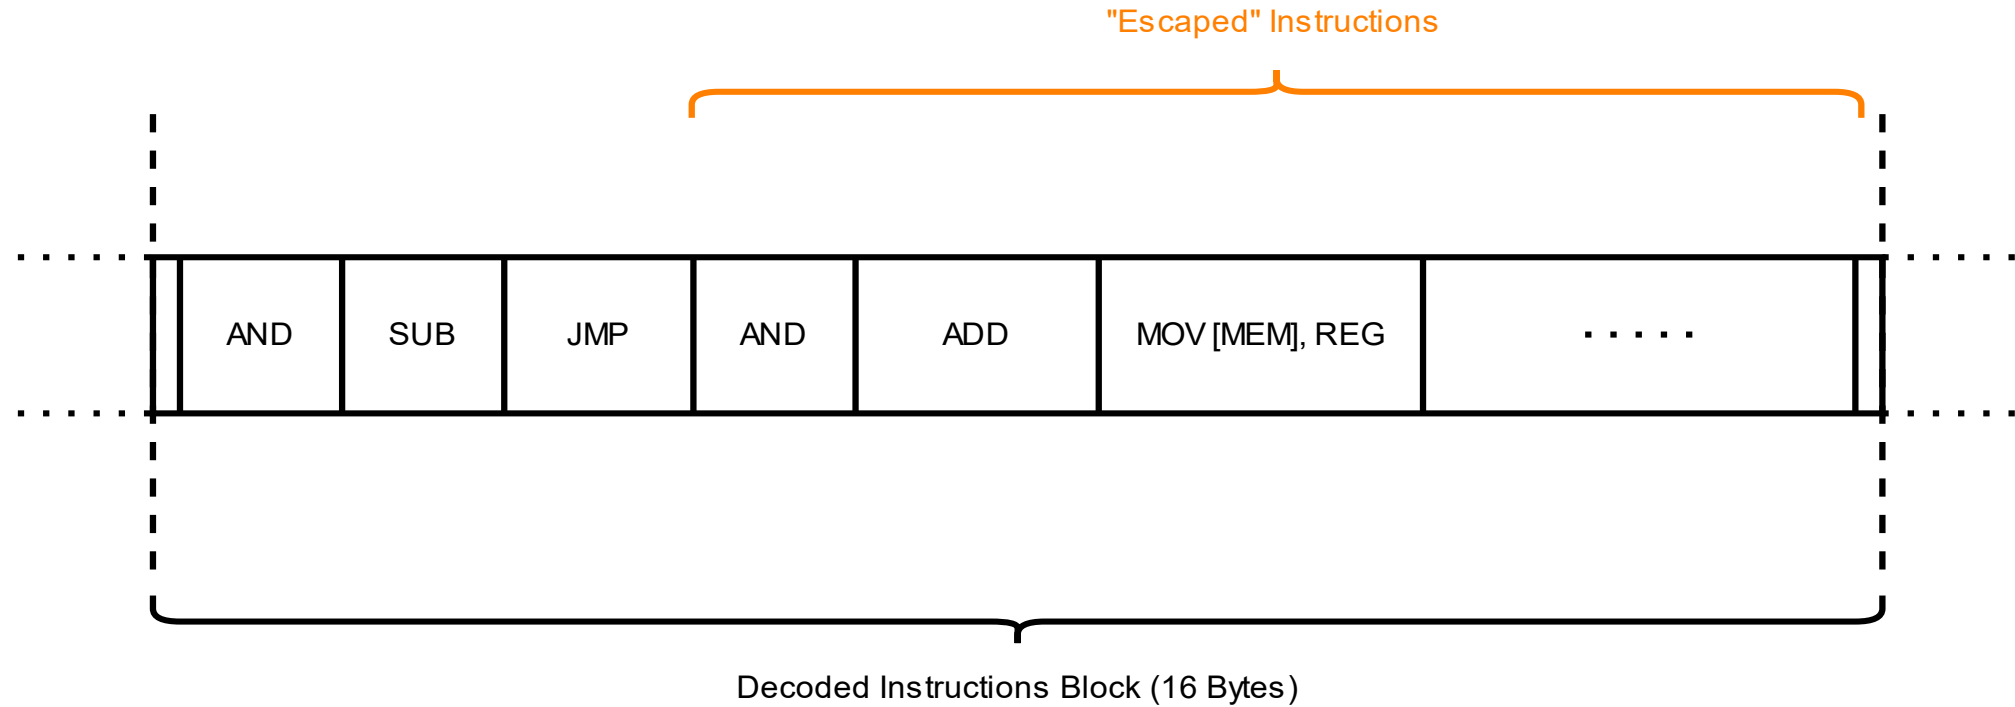 "Escaped" Instructions
AND SUB JMP AND ADD MOV [MEM], REG .....
Decoded Instructions Block (16 Bytes)